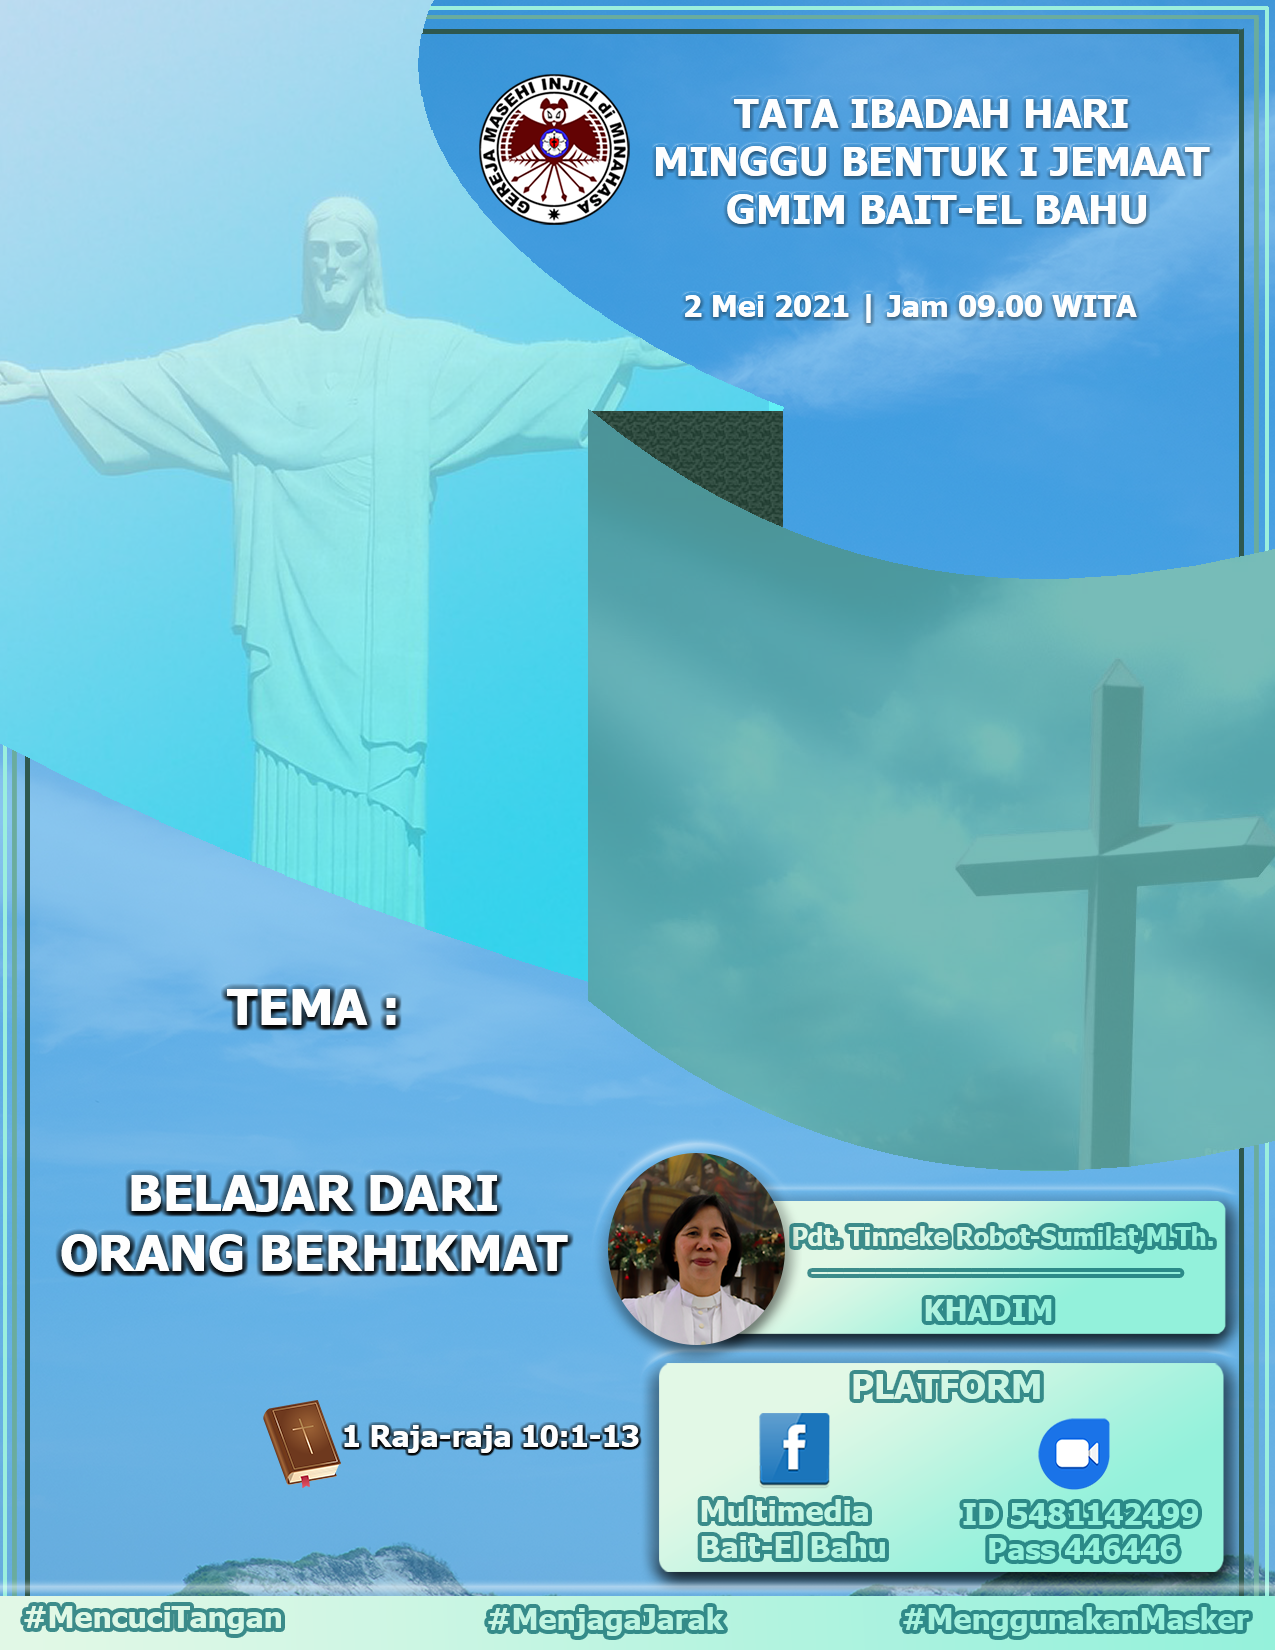 GEREJA MASEHI INJILI di MINAHASA
TATA IBADAH HARI
MINGGU BENTUK I JEMAAT
GMIM BAIT-EL BAHU
2 Mei 2021 | Jam 09.00 WITA
TEMA :
BELAJAR DARI
ORANG BERHIKMAT
1 Raja-raja 10:1-13
Pdt. Tinneke Robot-Sumilat,M.Th.
KHADIM
PLATFORM
f
Multimedia
Bait-El Bahu
ID 5481142499
Pass 446446
#MencuciTangan
#MenjagaJarak
#MenggunakanMasker